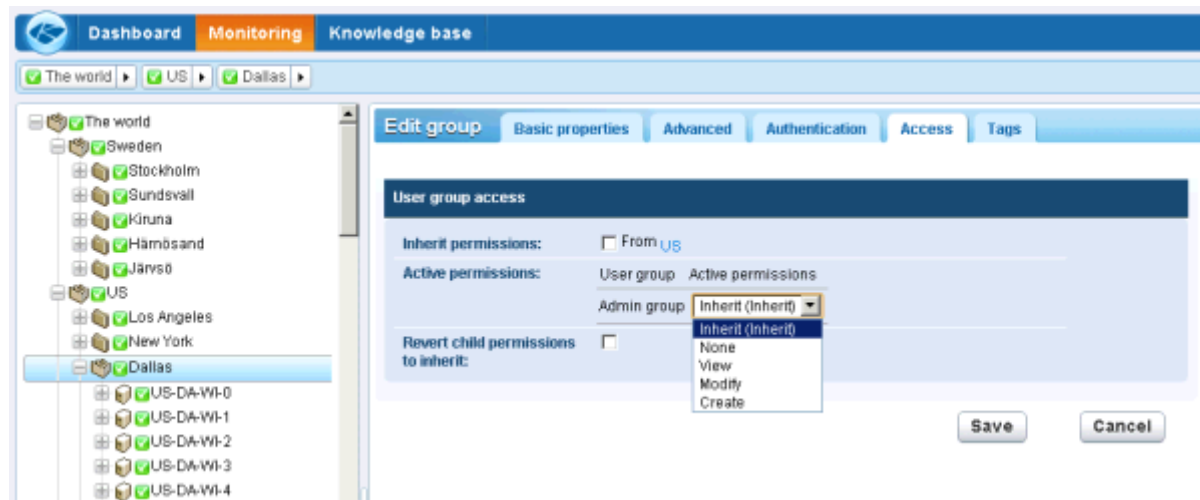 Dashboard Monitoring Knowledge base
The world US Dallas
The world
Sweden
Stockholm
Sundsvall
Kiruna
Härnösand
Järvsö
US
Los Angeles
New York
Dallas
US-DA-WI-0
US-DA-WI-1
US-DA-WI-2
US-DA-WI-3
US-DA-WI-4
Edit group Basic properties Advanced Authentication Access Tags
User group access
Inherit permissions: From US
Active permissions: User group Active permissions
Admin group Inherit (Inherit)
Inherit (Inherit)
None
View
Modify
Create
Revert child permissions
to inherit:
Save Cancel